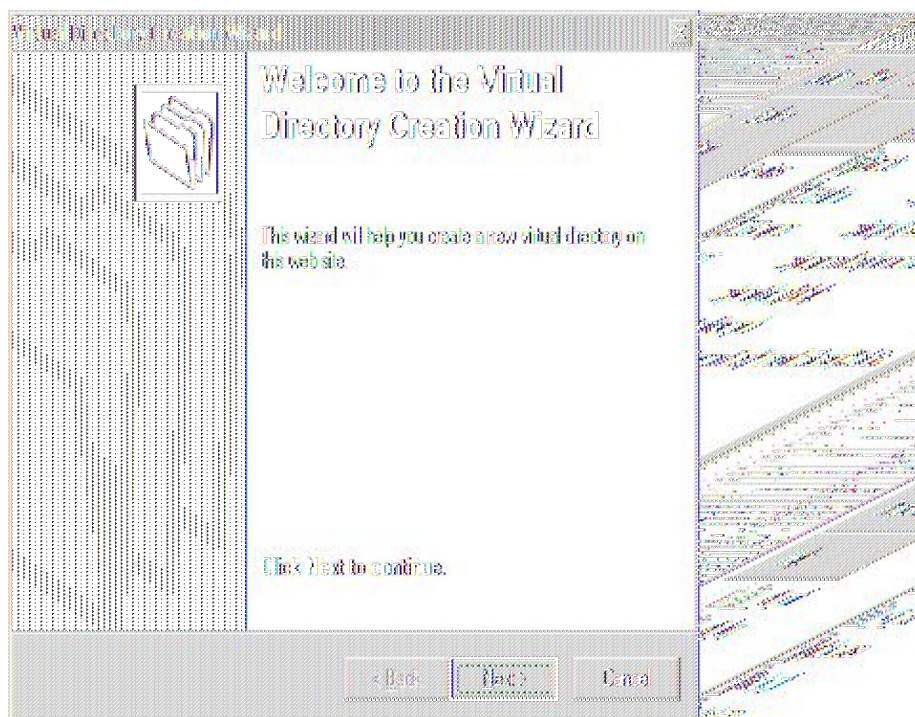 Virtual Directory Creation Wizard
Welcome to the Virtual
Directory Creation Wizard
This wizard will help you create a new virtual directory on
this web site.
Click Next to continue.
< Back
Next >
Cancel